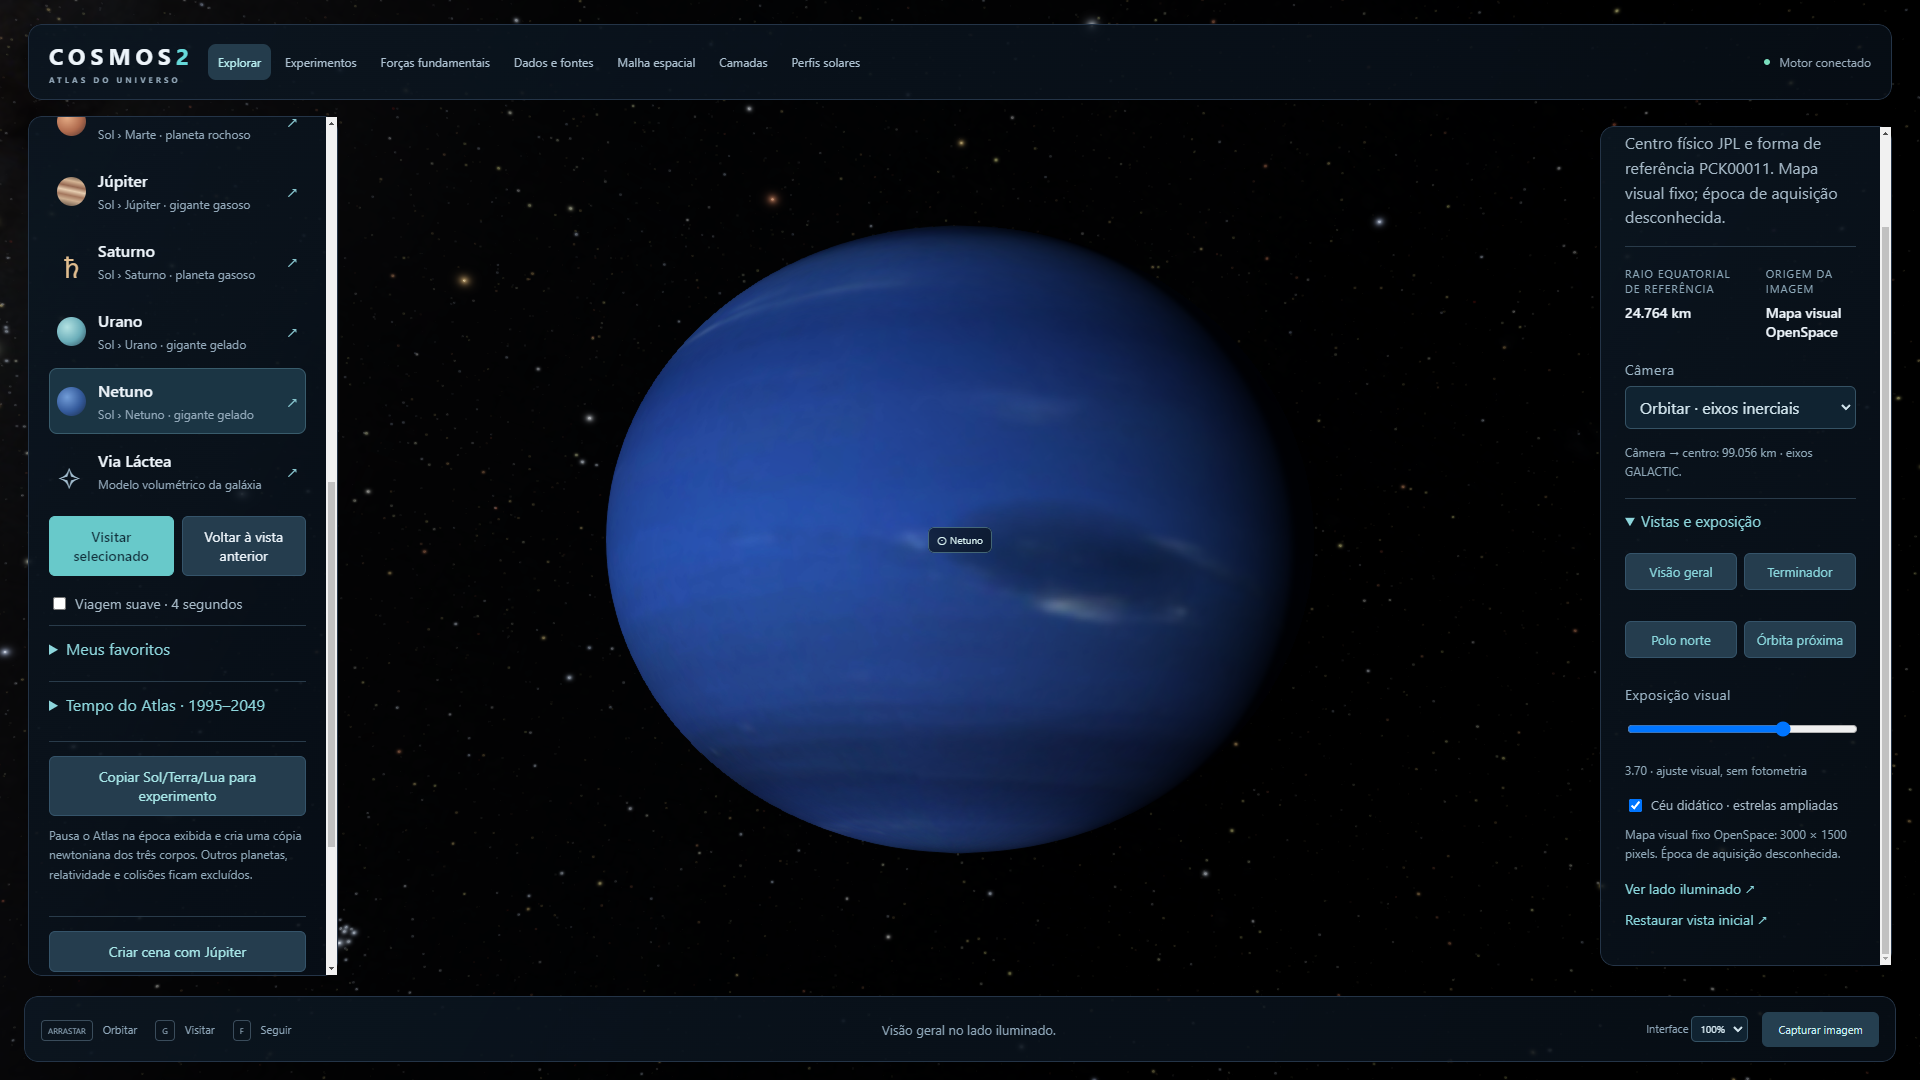 COSMOS2
ATLAS DO UNIVERSO
Explorar
Experimentos
Forças fundamentais
Dados e fontes
Malha espacial
Camadas
Perfis solares
Motor conectado
Sol › Marte · planeta rochoso
Júpiter
Sol › Júpiter · gigante gasoso
Saturno
Sol › Saturno · planeta gasoso
Urano
Sol › Urano · gigante gelado
Netuno
Sol › Netuno · gigante gelado
Via Láctea
Modelo volumétrico da galáxia
Visitar
selecionado
Voltar à vista
anterior
Viagem suave · 4 segundos
Meus favoritos
Tempo do Atlas · 1995–2049
Copiar Sol/Terra/Lua para
experimento
Pausa o Atlas na época exibida e cria uma cópia
newtoniana dos três corpos. Outros planetas,
relatividade e colisões ficam excluídos.
Criar cena com Júpiter
Netuno
Centro físico JPL e forma de
referência PCK00011. Mapa
visual fixo; época de aquisição
desconhecida.
RAIO EQUATORIAL
DE REFERÊNCIA
24.764 km
ORIGEM DA
IMAGEM
Mapa visual
OpenSpace
Câmera
Orbitar · eixos inerciais
Câmera → centro: 99.056 km · eixos
GALACTIC.
Vistas e exposição
Visão geral
Terminador
Polo norte
Órbita próxima
Exposição visual
3.70 · ajuste visual, sem fotometria
Céu didático · estrelas ampliadas
Mapa visual fixo OpenSpace: 3000 × 1500
pixels. Época de aquisição desconhecida.
Ver lado iluminado ↗
Restaurar vista inicial ↗
ARRASTAR Orbitar G Visitar F Seguir
Visão geral no lado iluminado.
Interface 100%
Capturar imagem